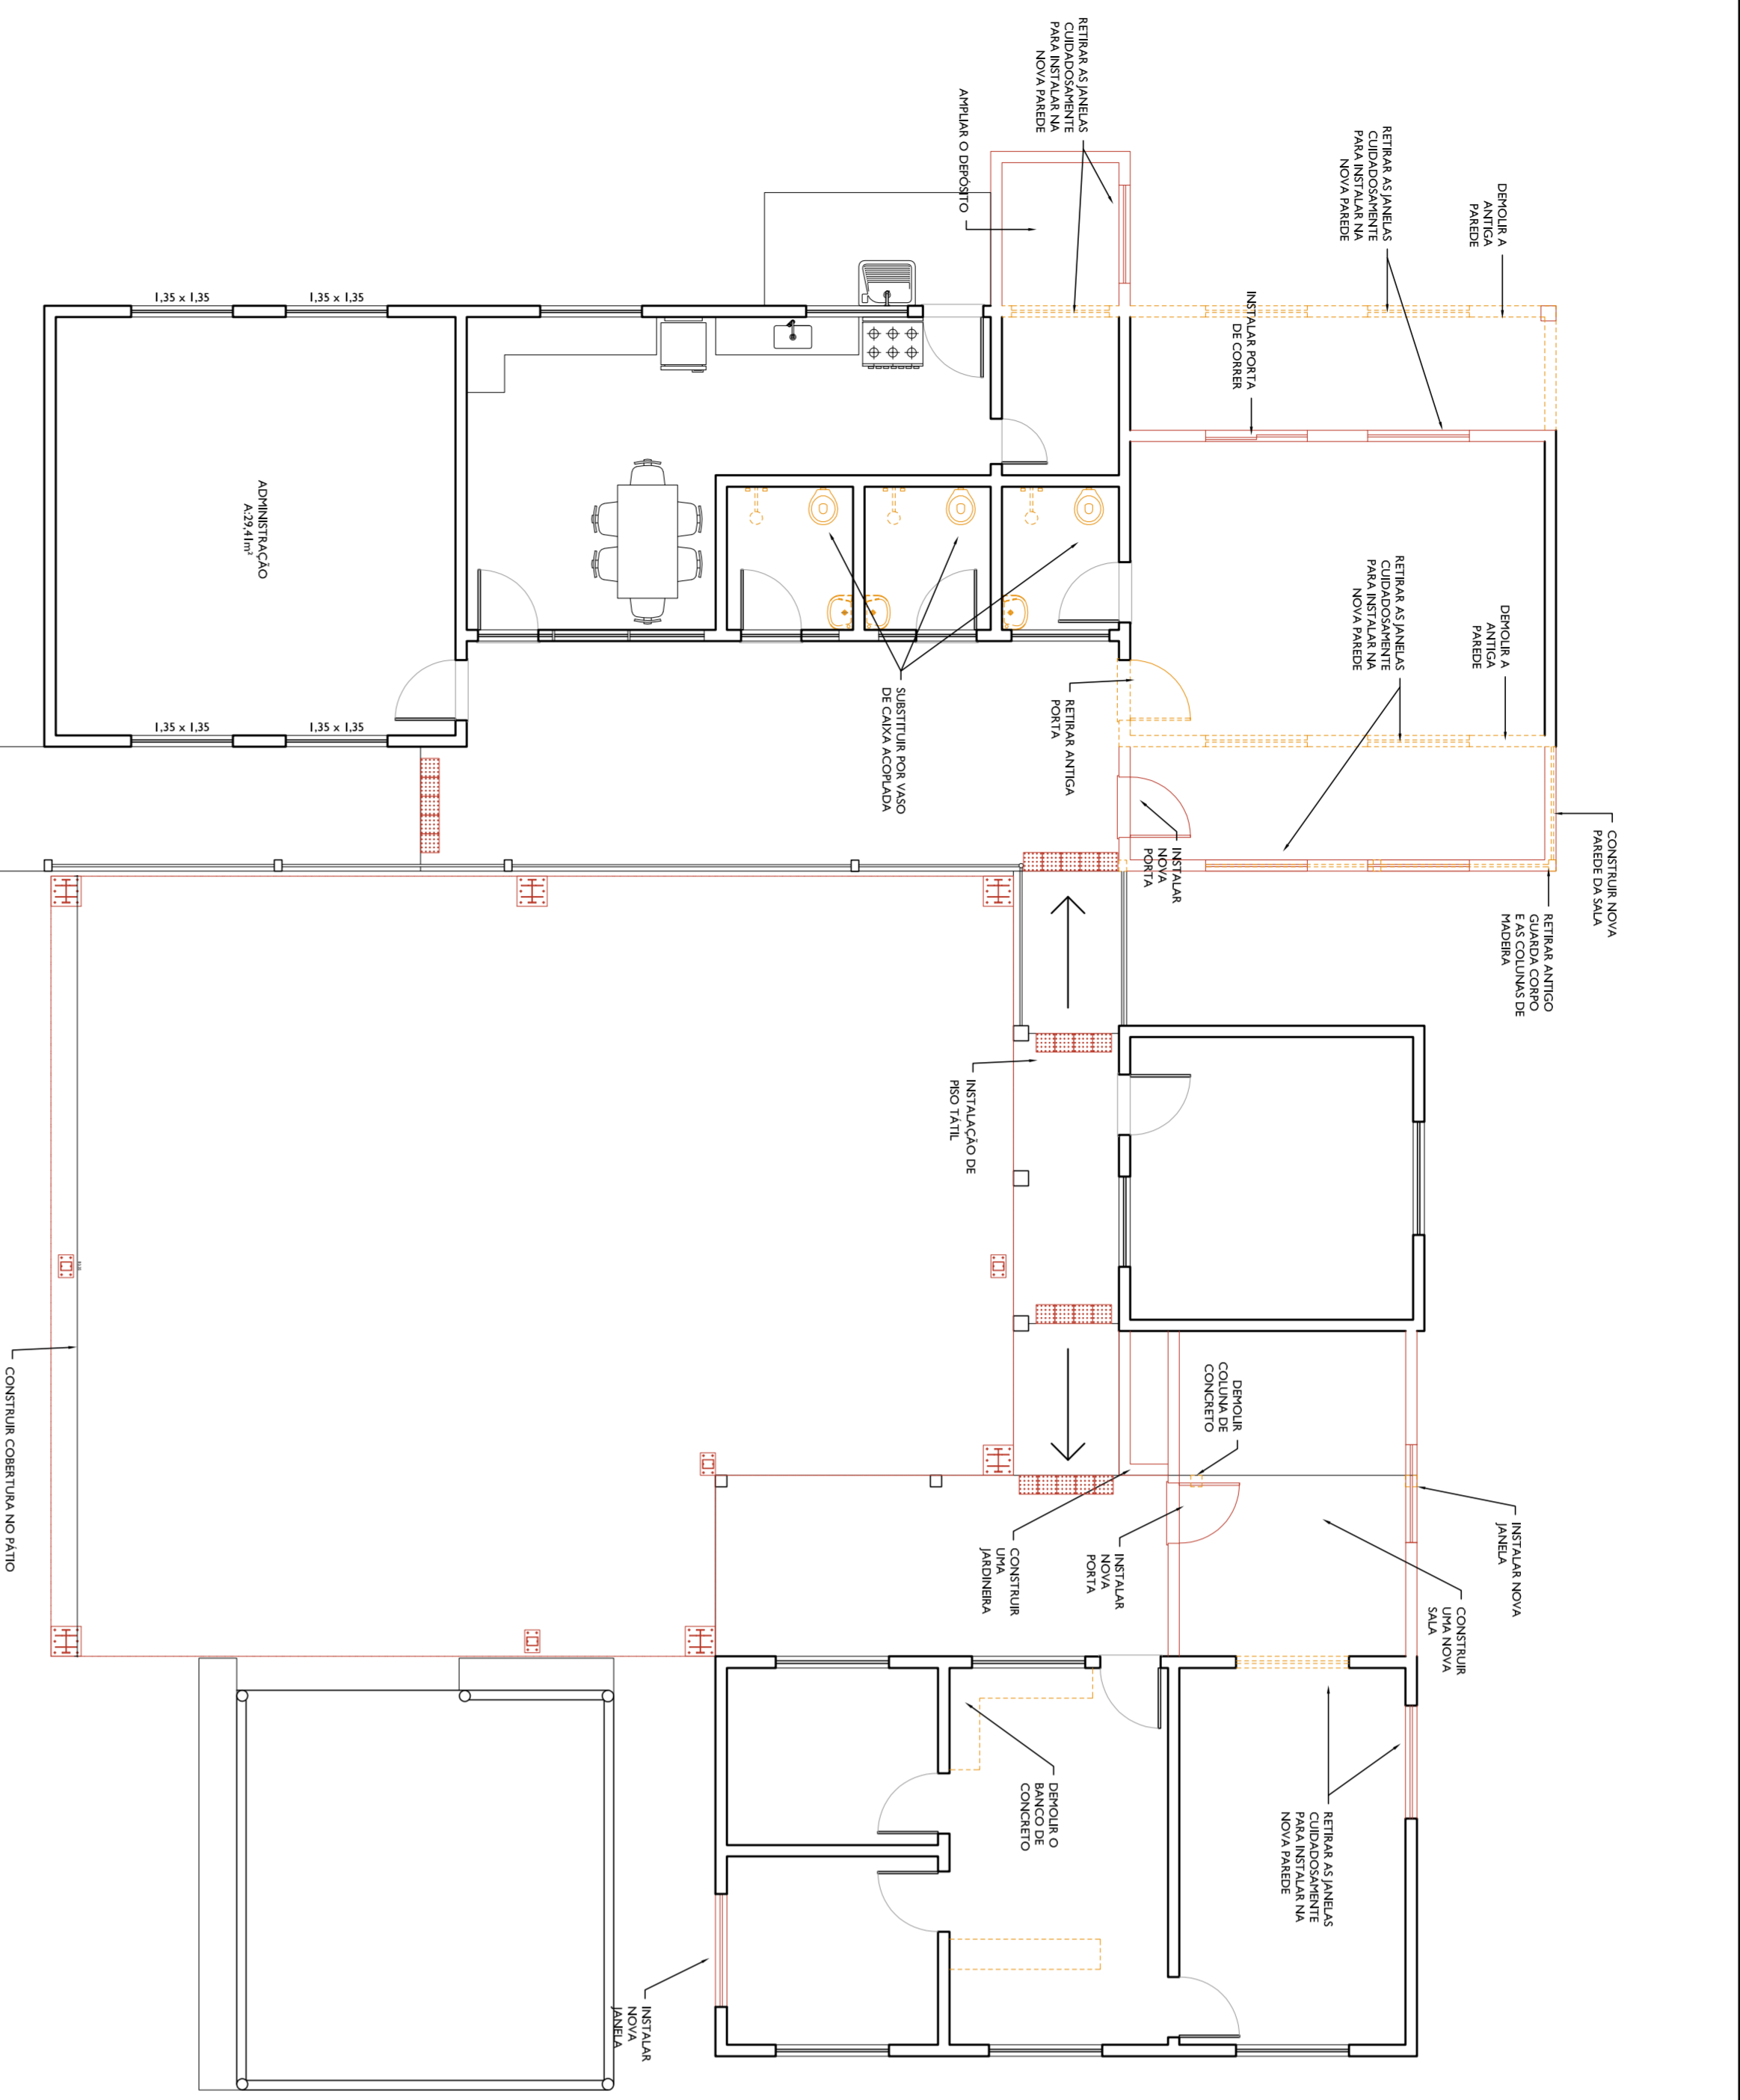 RETIRAR AS JANELAS
CUIDADOSAMENTE
PARA INSTALAR NA
NOVA PAREDE
AMPLIAR O DEPÓSITO
RETIRAR AS JANELAS
CUIDADOSAMENTE
PARA INSTALAR NA
NOVA PAREDE
DEMOLIR A
ANTIGA
PAREDE
INSTALAR PORTA
DE CORRER
1,35 x 1,35
1,35 x 1,35
ADMINISTRAÇÃO
A:29,41m²
1,35 x 1,35
1,35 x 1,35
RETIRAR AS JANELAS
CUIDADOSAMENTE
PARA INSTALAR NA
NOVA PAREDE
DEMOLIR A
ANTIGA
PAREDE
SUBSTITUIR POR VASO
DE CAIXA ACOPLADA
RETIRAR ANTIGA
PORTA
INSTALAR
NOVA
PORTA
CONSTRUIR NOVA
PAREDE DA SALA
RETIRAR ANTIGO
GUARDA CORPO
E AS COLUNAS DE
MADEIRA
INSTALAÇÃO DE
PISO TÁTIL
DEMOLIR
COLUNA DE
CONCRETO
CONSTRUIR COBERTURA NO PÁTIO
INSTALAR NOVA
JANELA
CONSTRUIR
UMA
JARDINEIRA
INSTALAR
NOVA
PORTA
CONSTRUIR
UMA NOVA
SALA
DEMOLIR O
BANCO DE
CONCRETO
RETIRAR AS JANELAS
CUIDADOSAMENTE
PARA INSTALAR NA
NOVA PAREDE
INSTALAR
NOVA
JANELA